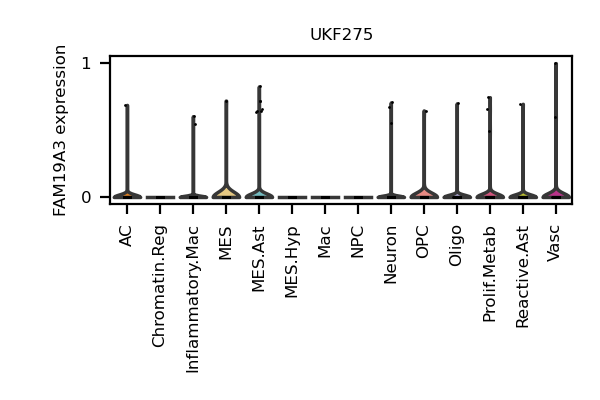 UKF275
FAM19A3 expression
1
0
AC
Chromatin.Reg
Inflammatory.Mac
MES
MES.Ast
MES.Hyp
Mac
NPC
Neuron
OPC
Oligo
Prolif.Metab
Reactive.Ast
Vasc